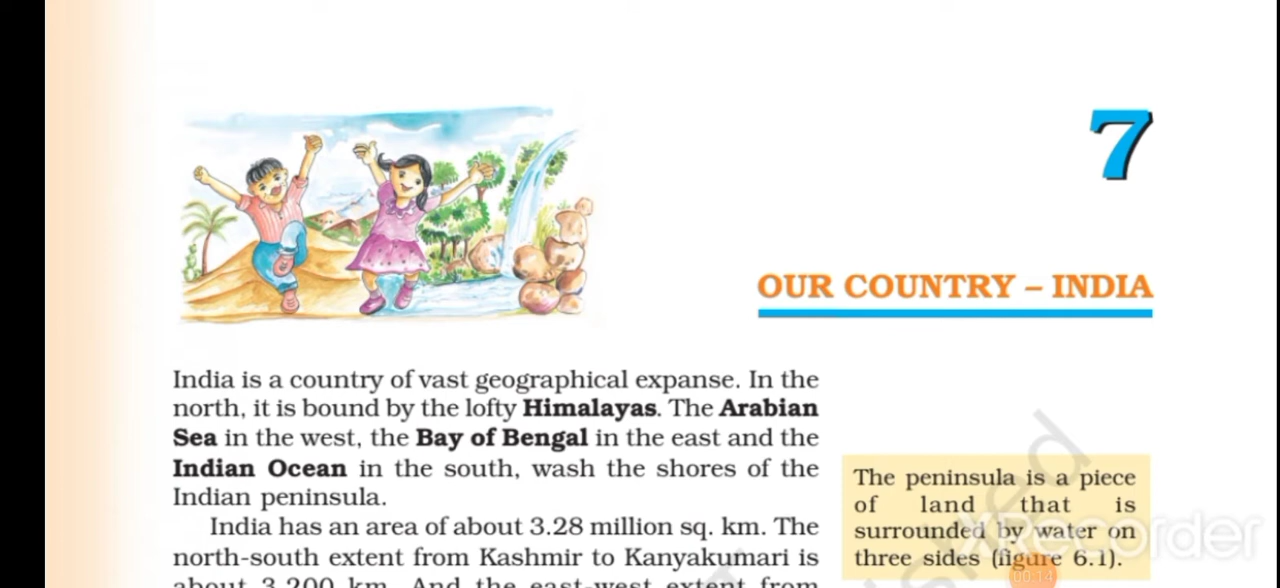 7
OUR COUNTRY – INDIA
India is a country of vast geographical expanse. In the
north, it is bound by the lofty Himalayas. The Arabian
Sea in the west, the Bay of Bengal in the east and the
Indian Ocean in the south, wash the shores of the
Indian peninsula.
India has an area of about 3.28 million sq. km. The
north-south extent from Kashmir to Kanyakumari is
about 3,200 km. And the east-west extent from
The peninsula is a piece
of land that is
surrounded by water on
three sides (figure 6.1).
XRecorder
00:14